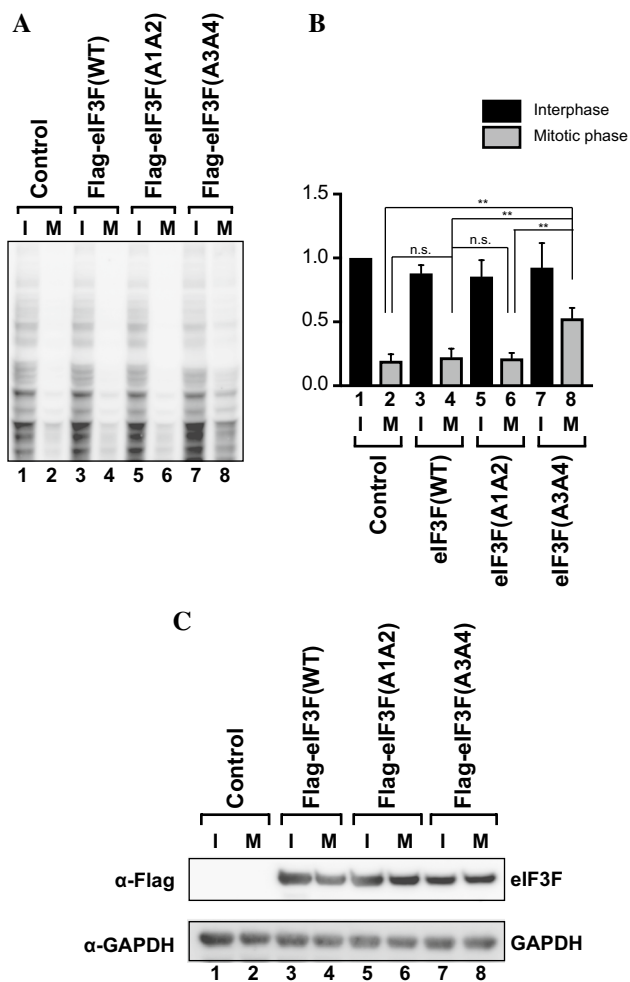 A
B
Control
Flag-eIF3F(WT)
Flag-eIF3F(A1A2)
Flag-eIF3F(A3A4)
I M I M I M I M
1 2 3 4 5 6 7 8
Interphase
Mitotic phase
1.5
1.0
0.5
0.0
**
**
**
n.s.
n.s.
1 2 3 4 5 6 7 8
I M I M I M I M
Control
eIF3F(WT)
eIF3F(A1A2)
eIF3F(A3A4)
C
Control
Flag-eIF3F(WT)
Flag-eIF3F(A1A2)
Flag-eIF3F(A3A4)
I M I M I M I M
α-Flag eIF3F
α-GAPDH GAPDH
1 2 3 4 5 6 7 8